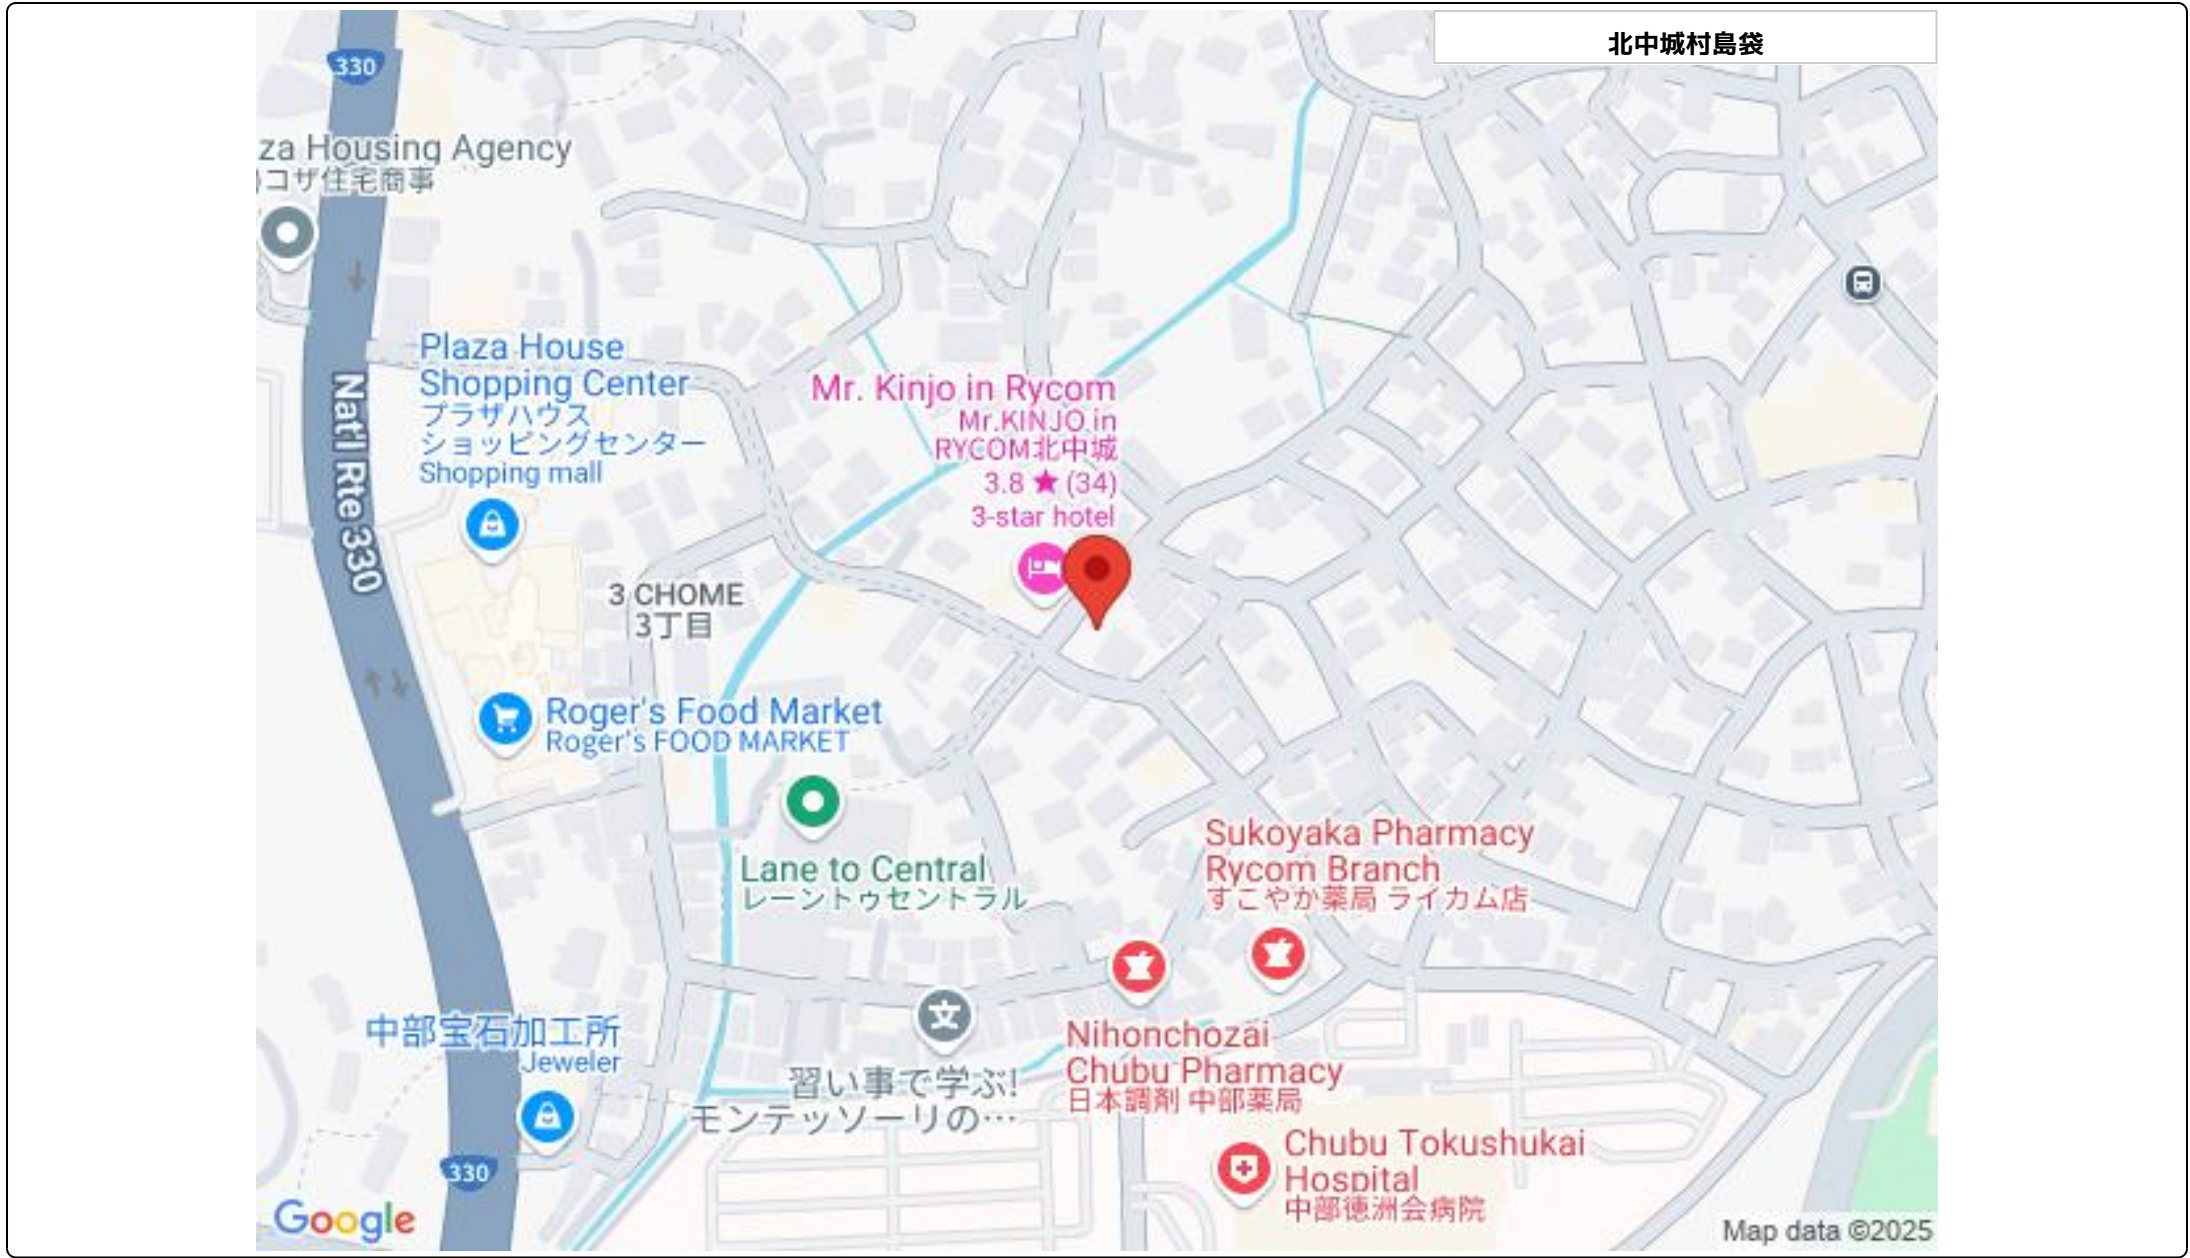 北中城村島袋
330
za Housing Agency
コザ住宅商事
Plaza House
Shopping Center
プラザハウス
ショッピングセンター
Shopping mall
Nat'l Rte 330
Mr. Kinjo in Rycom
Mr.KINJO in
RYCOM北中城
3.8 ★ (34)
3-star hotel
3 CHOME
3丁目
Roger's Food Market
Roger's FOOD MARKET
Lane to Central
レーントゥセントラル
Sukoyaka Pharmacy
Rycom Branch
すこやか薬局 ライカム店
中部宝石加工所
Jeweler
習い事で学ぶ!
モンテッソーリの…
Nihonchozai
Chubu Pharmacy
日本調剤 中部薬局
Chubu Tokushukai
Hospital
中部徳洲会病院
330
Google
Map data ©2025